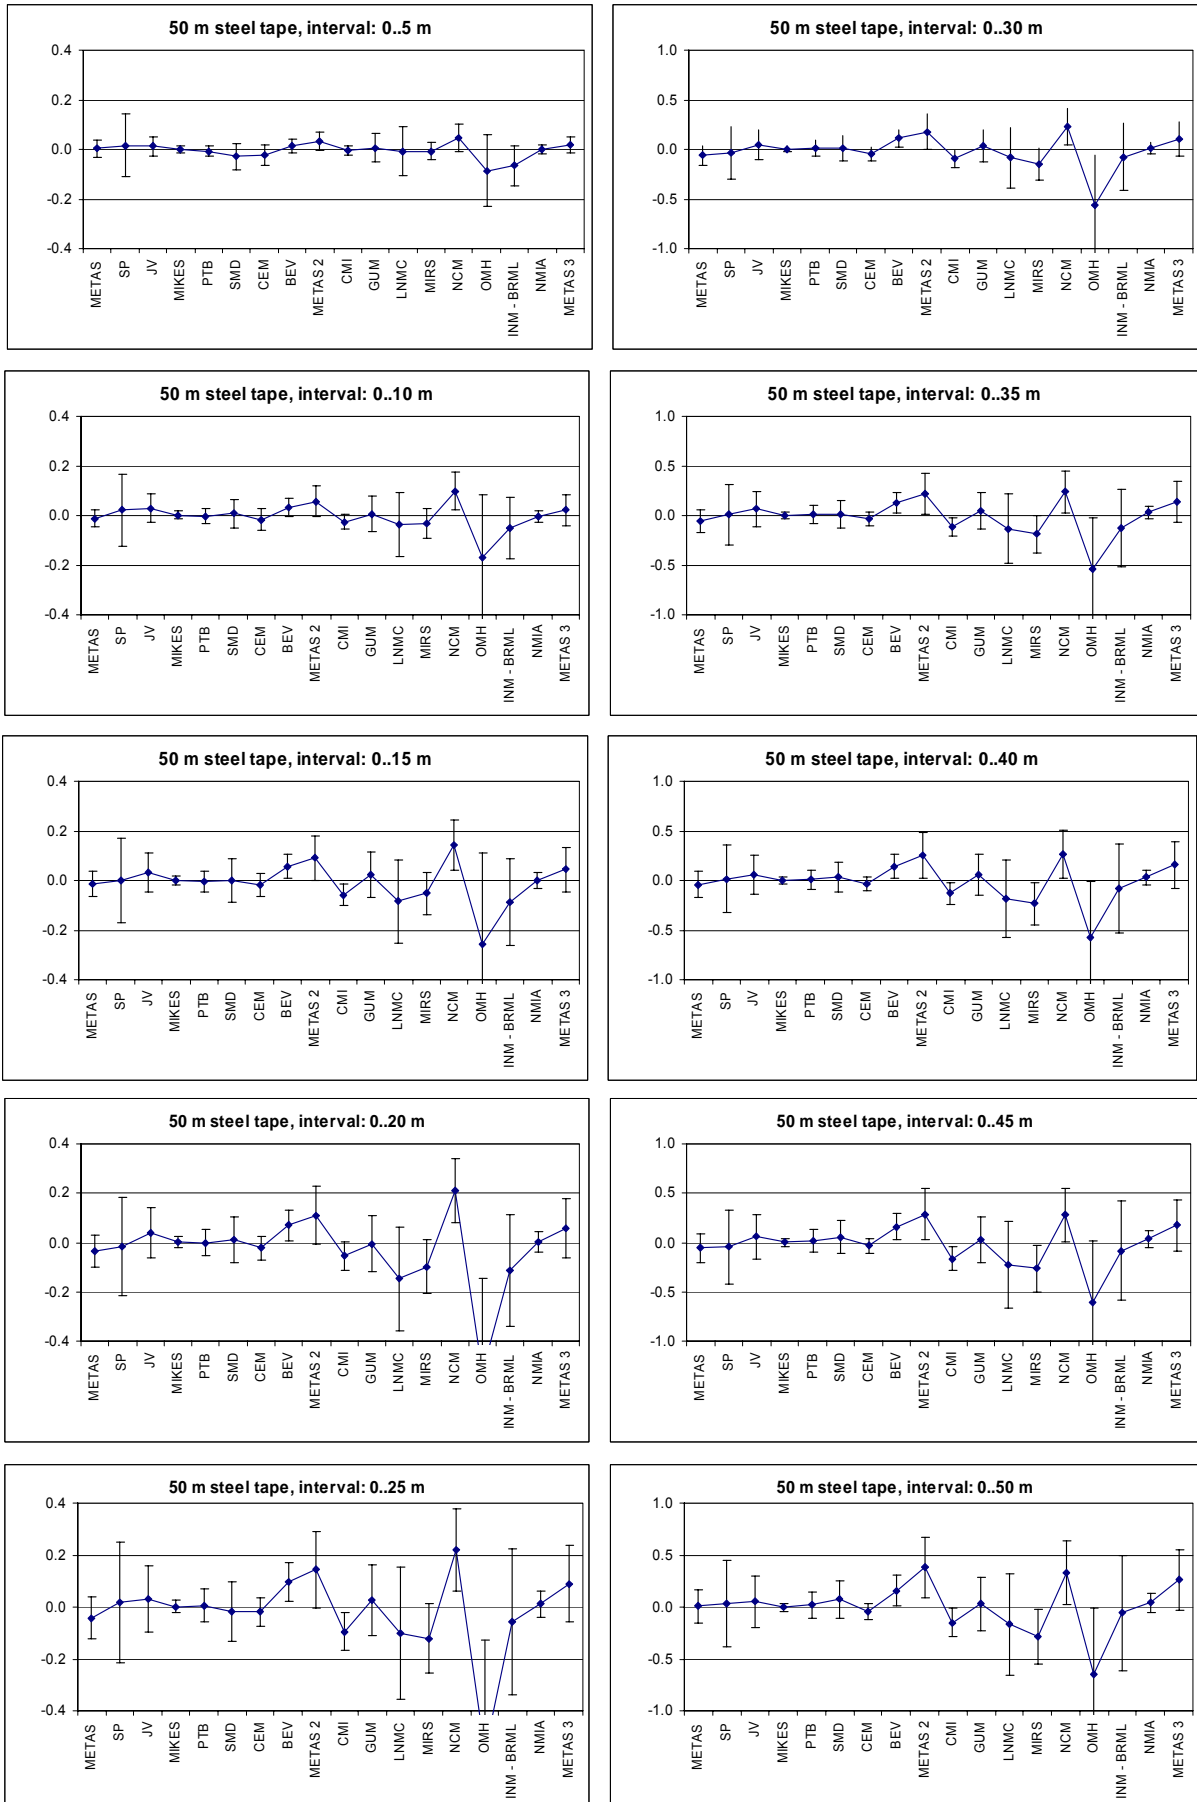 50 m steel tape, interval: 0..5 m
0.4
0.2
0.0
-0.2
-0.4
METAS
SP
JV
MIKES
PTB
SMD
CEM
BEV
METAS 2
CMI
GUM
LNMC
MIRS
NCM
OMH
INM - BRML
NMIA
METAS 3
50 m steel tape, interval: 0..30 m
1.0
0.5
0.0
-0.5
-1.0
METAS
SP
JV
MIKES
PTB
SMD
CEM
BEV
METAS 2
CMI
GUM
LNMC
MIRS
NCM
OMH
INM - BRML
NMIA
METAS 3
50 m steel tape, interval: 0..10 m
0.4
0.2
0.0
-0.2
-0.4
METAS
SP
JV
MIKES
PTB
SMD
CEM
BEV
METAS 2
CMI
GUM
LNMC
MIRS
NCM
OMH
INM - BRML
NMIA
METAS 3
50 m steel tape, interval: 0..35 m
1.0
0.5
0.0
-0.5
-1.0
METAS
SP
JV
MIKES
PTB
SMD
CEM
BEV
METAS 2
CMI
GUM
LNMC
MIRS
NCM
OMH
INM - BRML
NMIA
METAS 3
50 m steel tape, interval: 0..15 m
0.4
0.2
0.0
-0.2
-0.4
METAS
SP
JV
MIKES
PTB
SMD
CEM
BEV
METAS 2
CMI
GUM
LNMC
MIRS
NCM
OMH
INM - BRML
NMIA
METAS 3
50 m steel tape, interval: 0..40 m
1.0
0.5
0.0
-0.5
-1.0
METAS
SP
JV
MIKES
PTB
SMD
CEM
BEV
METAS 2
CMI
GUM
LNMC
MIRS
NCM
OMH
INM - BRML
NMIA
METAS 3
50 m steel tape, interval: 0..20 m
0.4
0.2
0.0
-0.2
-0.4
METAS
SP
JV
MIKES
PTB
SMD
CEM
BEV
METAS 2
CMI
GUM
LNMC
MIRS
NCM
OMH
INM - BRML
NMIA
METAS 3
50 m steel tape, interval: 0..45 m
1.0
0.5
0.0
-0.5
-1.0
METAS
SP
JV
MIKES
PTB
SMD
CEM
BEV
METAS 2
CMI
GUM
LNMC
MIRS
NCM
OMH
INM - BRML
NMIA
METAS 3
50 m steel tape, interval: 0..25 m
0.4
0.2
0.0
-0.2
-0.4
METAS
SP
JV
MIKES
PTB
SMD
CEM
BEV
METAS 2
CMI
GUM
LNMC
MIRS
NCM
OMH
INM - BRML
NMIA
METAS 3
50 m steel tape, interval: 0..50 m
1.0
0.5
0.0
-0.5
-1.0
METAS
SP
JV
MIKES
PTB
SMD
CEM
BEV
METAS 2
CMI
GUM
LNMC
MIRS
NCM
OMH
INM - BRML
NMIA
METAS 3